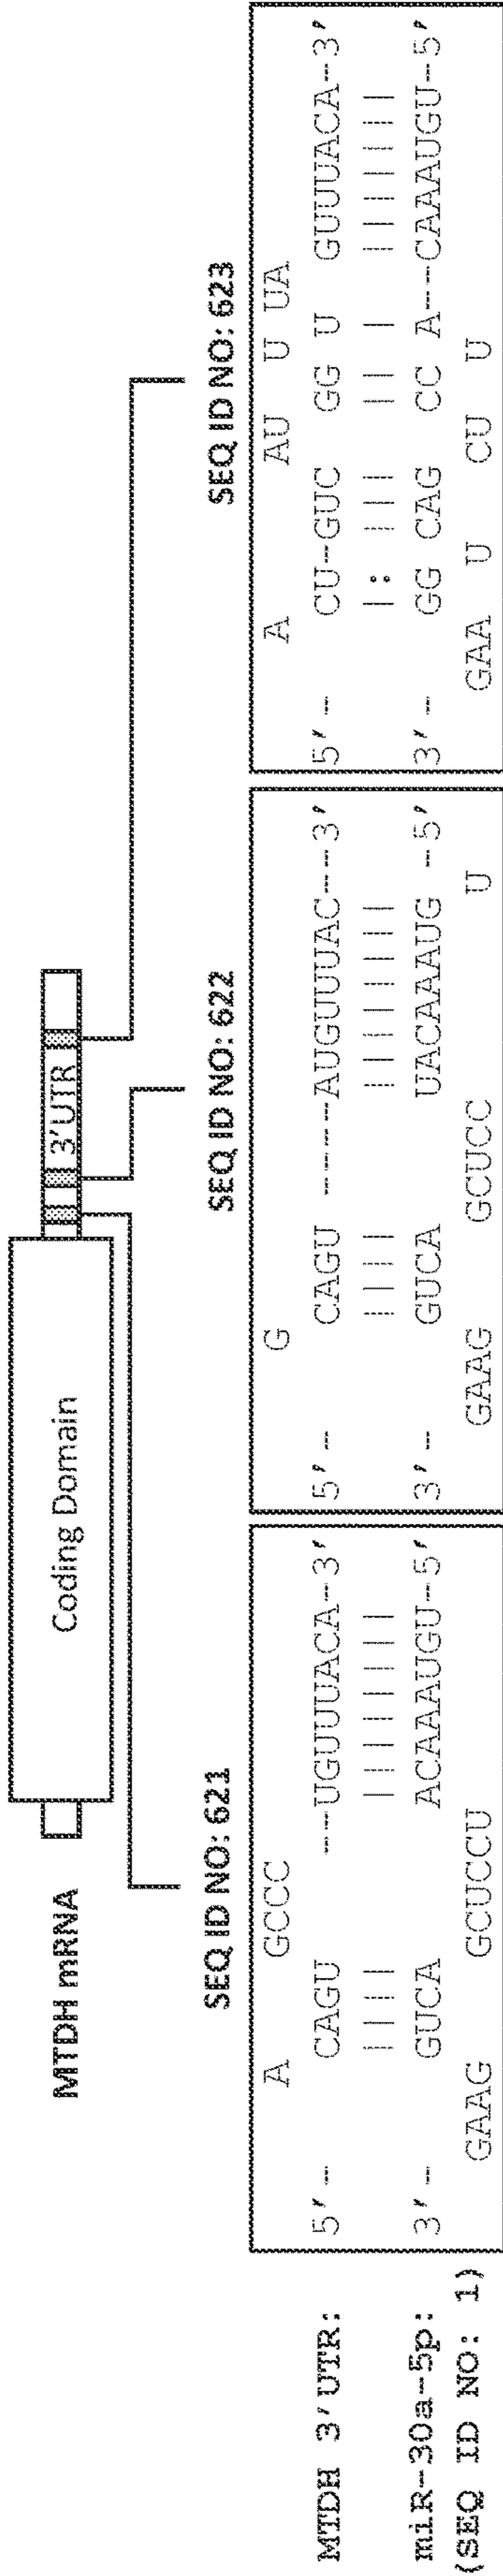 MTDH mRNA
Coding Domain
3'UTR
SEQ ID NO: 621
SEQ ID NO: 622
SEQ ID NO: 623
MTDH 3'UTR:
miR-30a-5p:
(SEQ ID NO: 1)
A GCCC
5'-- CAGU --UGUUUACA-3'
|||| ||||||||
3'-- GUCA ACAAAUGU-5'
GAAG GCUCCU
G
5'-- CAGU -----AUGUUUAC--3'
|||| ||||||||
3'-- GUCA UACAAAUG -5'
GAAG GCUCC U
A AU U UA
5'-- CU-GUC GG U GUUUACA-3'
|: ||| || | |||||||
3'-- GG CAG CC A--CAAAUGU-5'
GAA U CU U